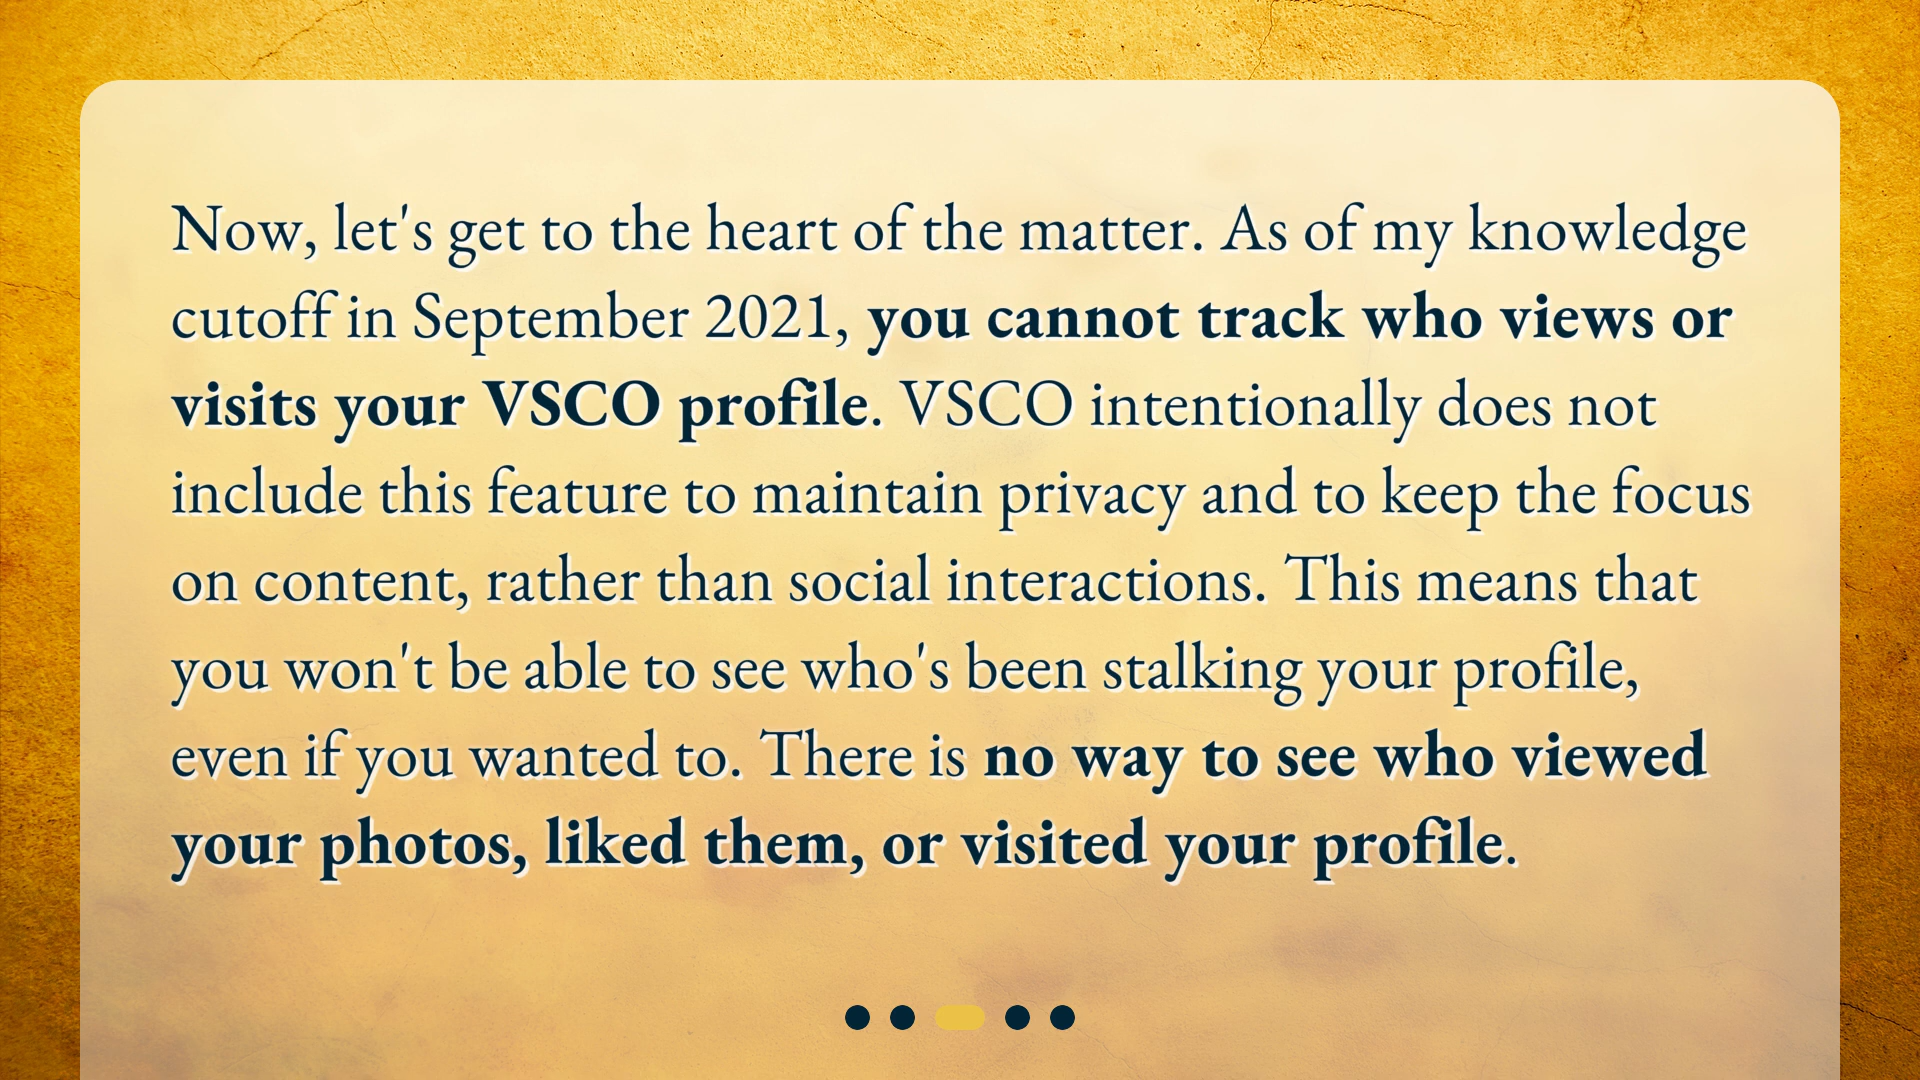 Now, let's get to the heart of the matter. As of my knowledge
cutoff in September 2021, you cannot track who views or
visits your VSCO profile. VSCO intentionally does not
include this feature to maintain privacy and to keep the focus
on content, rather than social interactions. This means that
you won't be able to see who's been stalking your profile,
even if you wanted to. There is no way to see who viewed
your photos, liked them, or visited your profile.